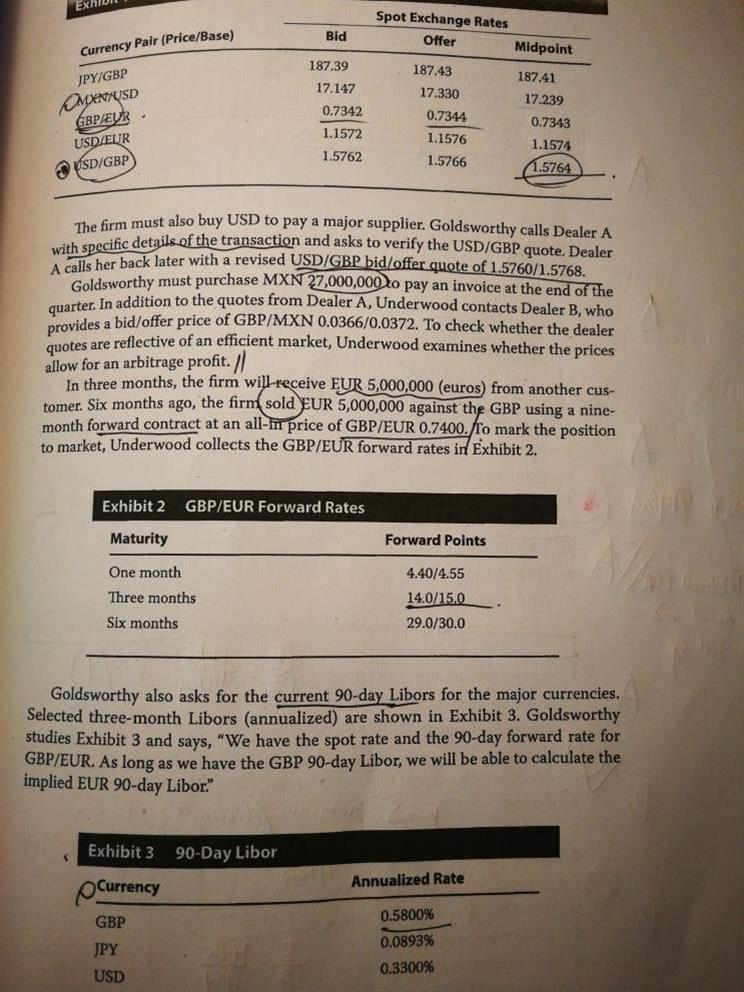 Spot Exchange Rates
Currency Pair (Price/Base) Bid Offer Midpoint
JPY/GBP 187.39 187.43 187.41
MXN/USD 17.147 17.330 17.239
GBP/EUR 0.7342 0.7344 0.7343
USD/EUR 1.1572 1.1576 1.1574
USD/GBP 1.5762 1.5766 1.5764
The firm must also buy USD to pay a major supplier. Goldsworthy calls Dealer A
with specific details of the transaction and asks to verify the USD/GBP quote. Dealer
A calls her back later with a revised USD/GBP bid/offer quote of 1.5760/1.5768.
Goldsworthy must purchase MXN 27,000,000 to pay an invoice at the end of the
quarter. In addition to the quotes from Dealer A, Underwood contacts Dealer B, who
provides a bid/offer price of GBP/MXN 0.0366/0.0372. To check whether the dealer
quotes are reflective of an efficient market, Underwood examines whether the prices
allow for an arbitrage profit.
In three months, the firm will receive EUR 5,000,000 (euros) from another cus-
tomer. Six months ago, the firm sold EUR 5,000,000 against the GBP using a nine-
month forward contract at an all-in price of GBP/EUR 0.7400. To mark the position
to market, Underwood collects the GBP/EUR forward rates in Exhibit 2.
Exhibit 2 GBP/EUR Forward Rates
Maturity Forward Points
One month 4.40/4.55
Three months 14.0/15.0
Six months 29.0/30.0
Goldsworthy also asks for the current 90-day Libors for the major currencies.
Selected three-month Libors (annualized) are shown in Exhibit 3. Goldsworthy
studies Exhibit 3 and says, “We have the spot rate and the 90-day forward rate for
GBP/EUR. As long as we have the GBP 90-day Libor, we will be able to calculate the
implied EUR 90-day Libor.”
Exhibit 3 90-Day Libor
Currency Annualized Rate
GBP 0.5800%
JPY 0.0893%
USD 0.3300%